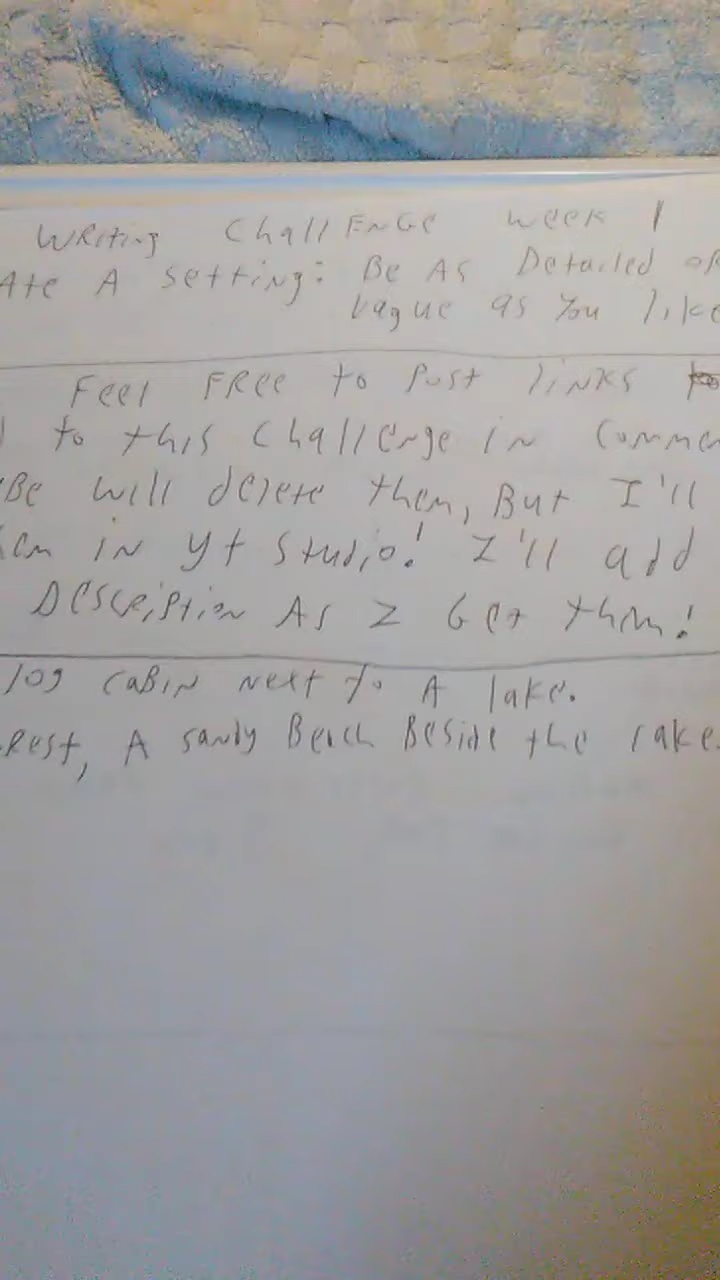 Writing Challenge week 1
ate A setting: Be As Detailed or
vague as You like
Feel Free to Post links
to this Challenge in Commen
Be will delete them, But I'll
em in yt studio! I'll add
Description As I Get them!
log cabin next to A lake.
rest, A sandy Beach Beside the lake.